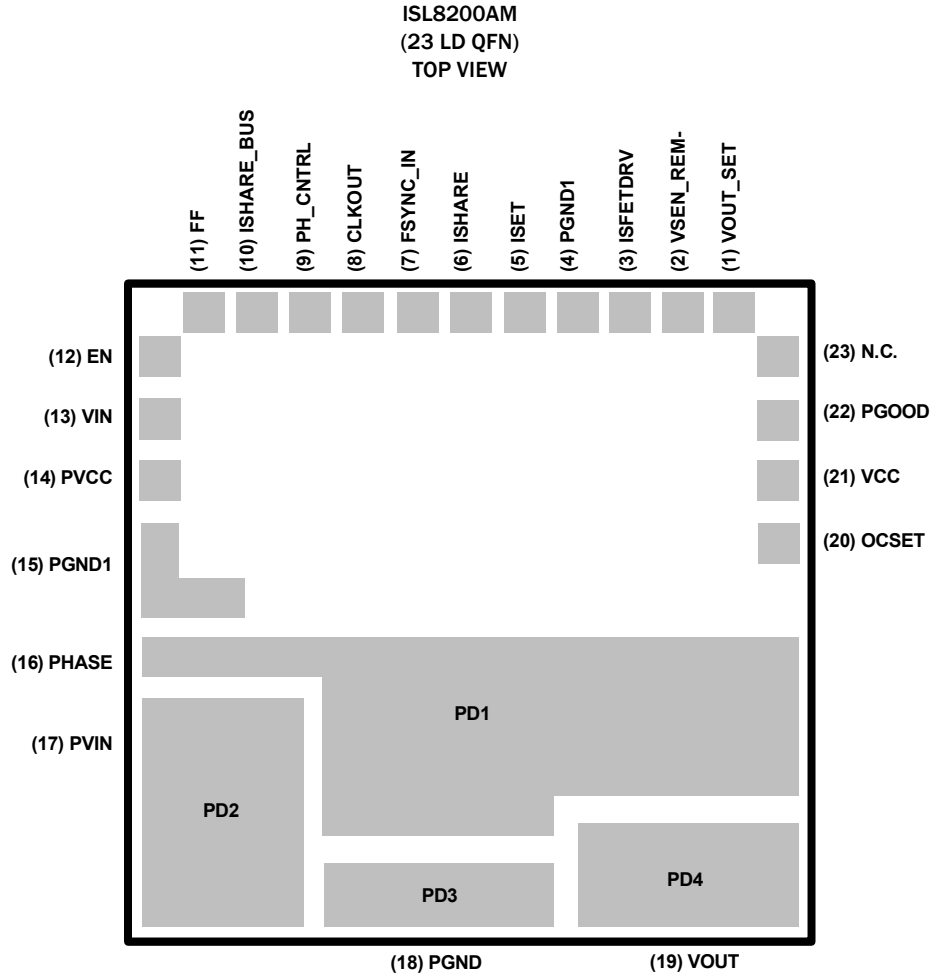 ISL8200AM
(23 LD QFN)
TOP VIEW
(11) FF
(10) ISHARE_BUS
(9) PH_CNTRL
(8) CLKOUT
(7) FSYNC_IN
(6) ISHARE
(5) ISET
(4) PGND1
(3) ISFETDRV
(2) VSEN_REM-
(1) VOUT_SET
(12) EN
(23) N.C.
(13) VIN
(22) PGOOD
(14) PVCC
(21) VCC
(15) PGND1
(20) OCSET
(16) PHASE
PD1
(17) PVIN
PD2
PD3
PD4
(18) PGND
(19) VOUT